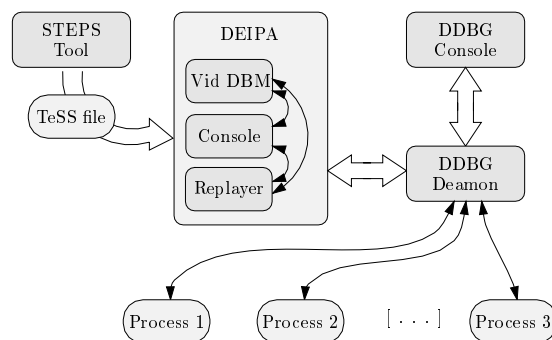 STEPS
Tool
TeSS file
DEIPA
Vid DBM
Console
Replayer
DDBG
Console
DDBG
Deamon
Process 1
Process 2
[ . . . ]
Process 3